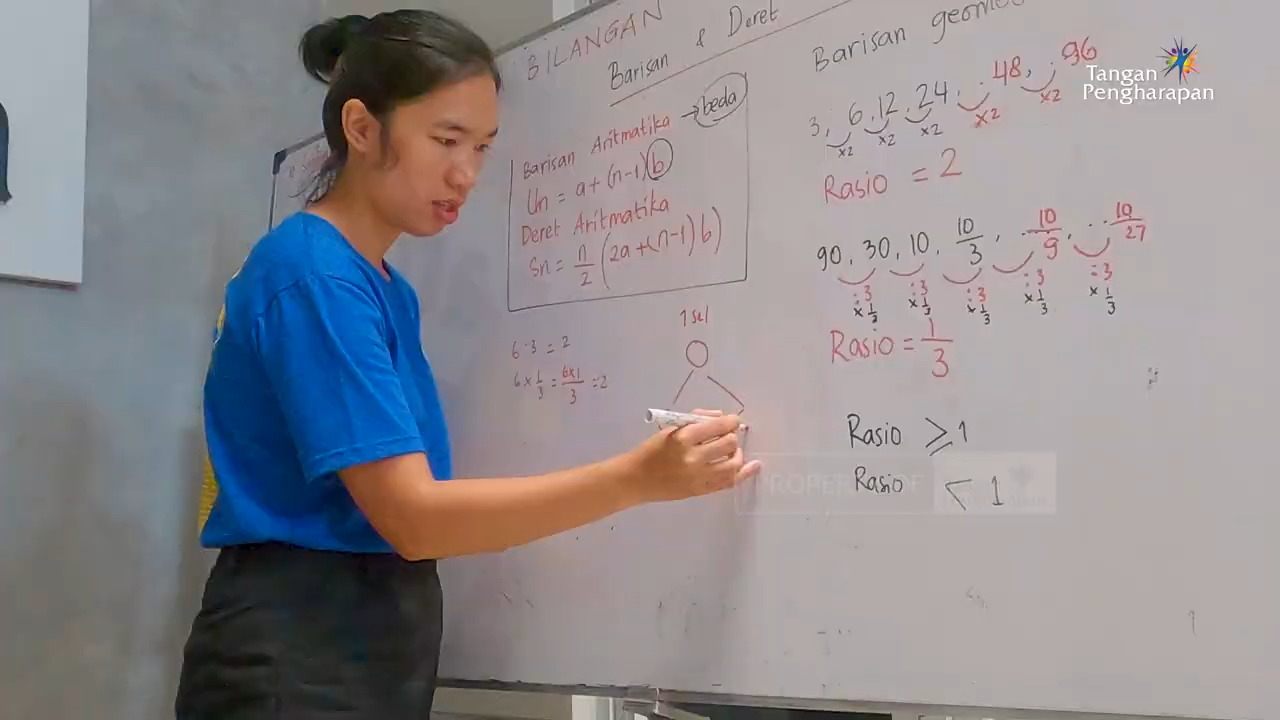 BILANGAN
Barisan & Deret
Barisan Aritmatika → beda
Un = a + (n-1) b
Deret Aritmatika
Sn = n/2 (2a + (n-1) b)
6 : 3 = 2
6 × 1/3 = 6×1/3 = 2
1 sel
Barisan
3, 6, 12, 24, 48, 96
×2 ×2 ×2 ×2 ×2
Rasio = 2
90, 30, 10, 10/3, 10/9, 10/27
:3 :3 :3 :3 :3
×1/3 ×1/3 ×1/3 ×1/3 ×1/3
Rasio = 1/3
Rasio ≥ 1
Rasio < 1
Tangan
Pengharapan
PROPERTY OF